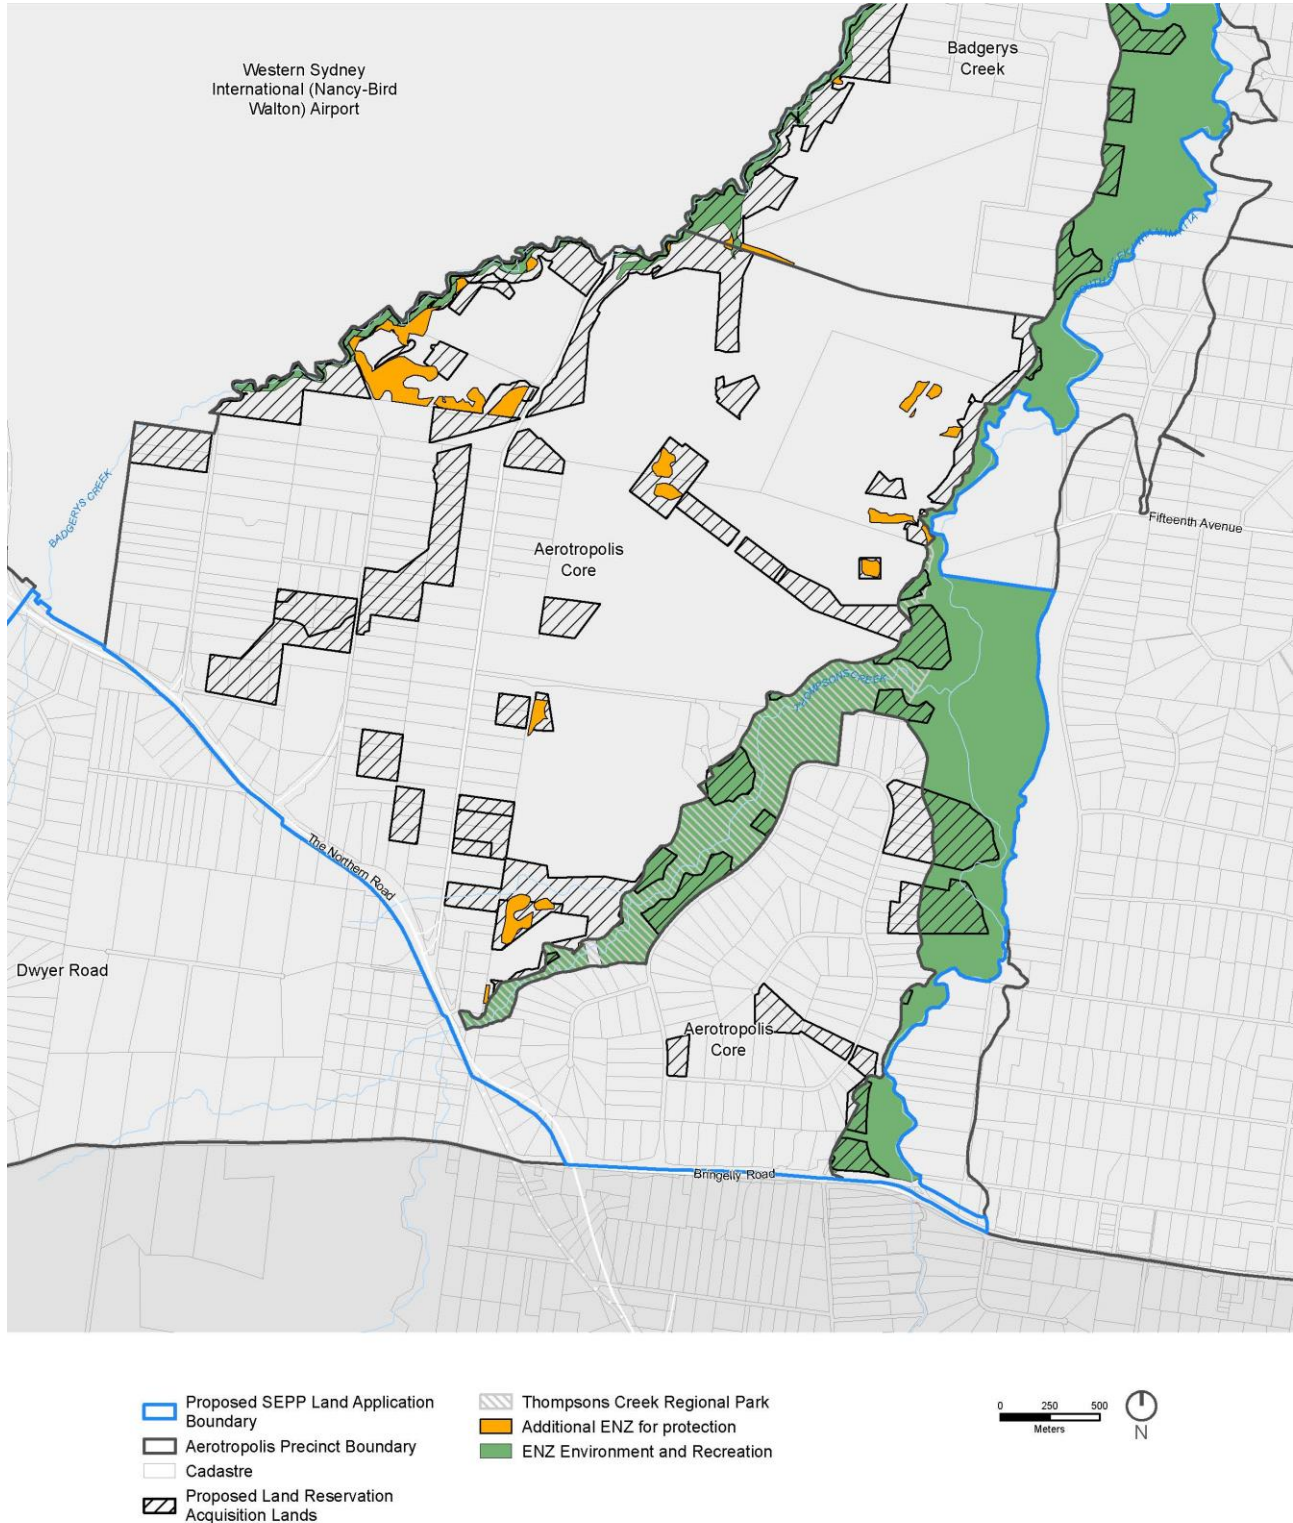 Western Sydney
International (Nancy-Bird
Walton) Airport
Badgerys
Creek
BADGERYS CREEK
Fifteenth Avenue
Aerotropolis
Core
THOMPSONS CREEK
The Northern Road
Dwyer Road
Aerotropolis
Core
Bringelly Road
Proposed SEPP Land Application
Boundary
Aerotropolis Precinct Boundary
Cadastre
Proposed Land Reservation
Acquisition Lands
Thompsons Creek Regional Park
Additional ENZ for protection
ENZ Environment and Recreation
0 250 500
Meters
N